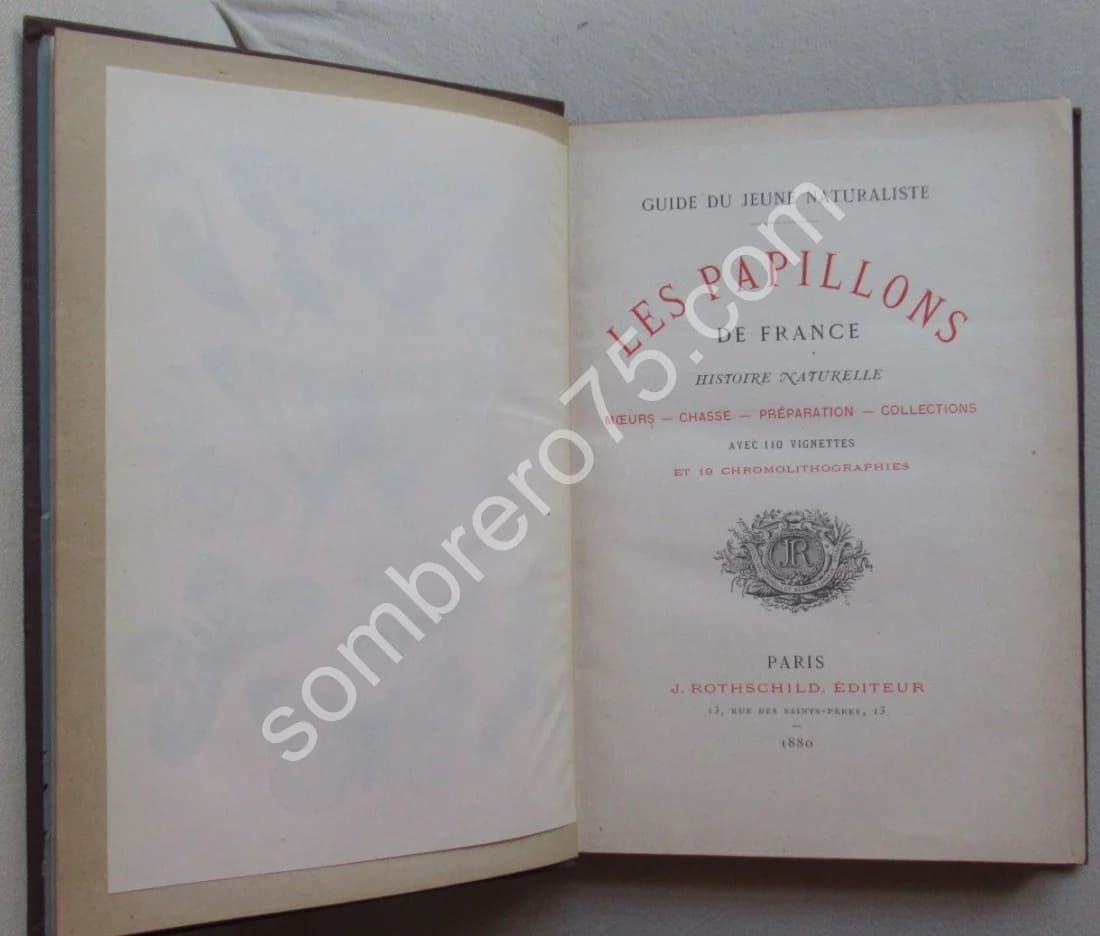 GUIDE DU JEUNE NATURALISTE
LES PAPILLONS
DE FRANCE
HISTOIRE NATURELLE
MŒURS — CHASSE — PRÉPARATION — COLLECTIONS
AVEC 110 VIGNETTES
ET 19 CHROMOLITHOGRAPHIES
JR
PARIS
J. ROTHSCHILD, ÉDITEUR
13, RUE DES SAINTS-PÈRES, 13
1880
sombrero75.com